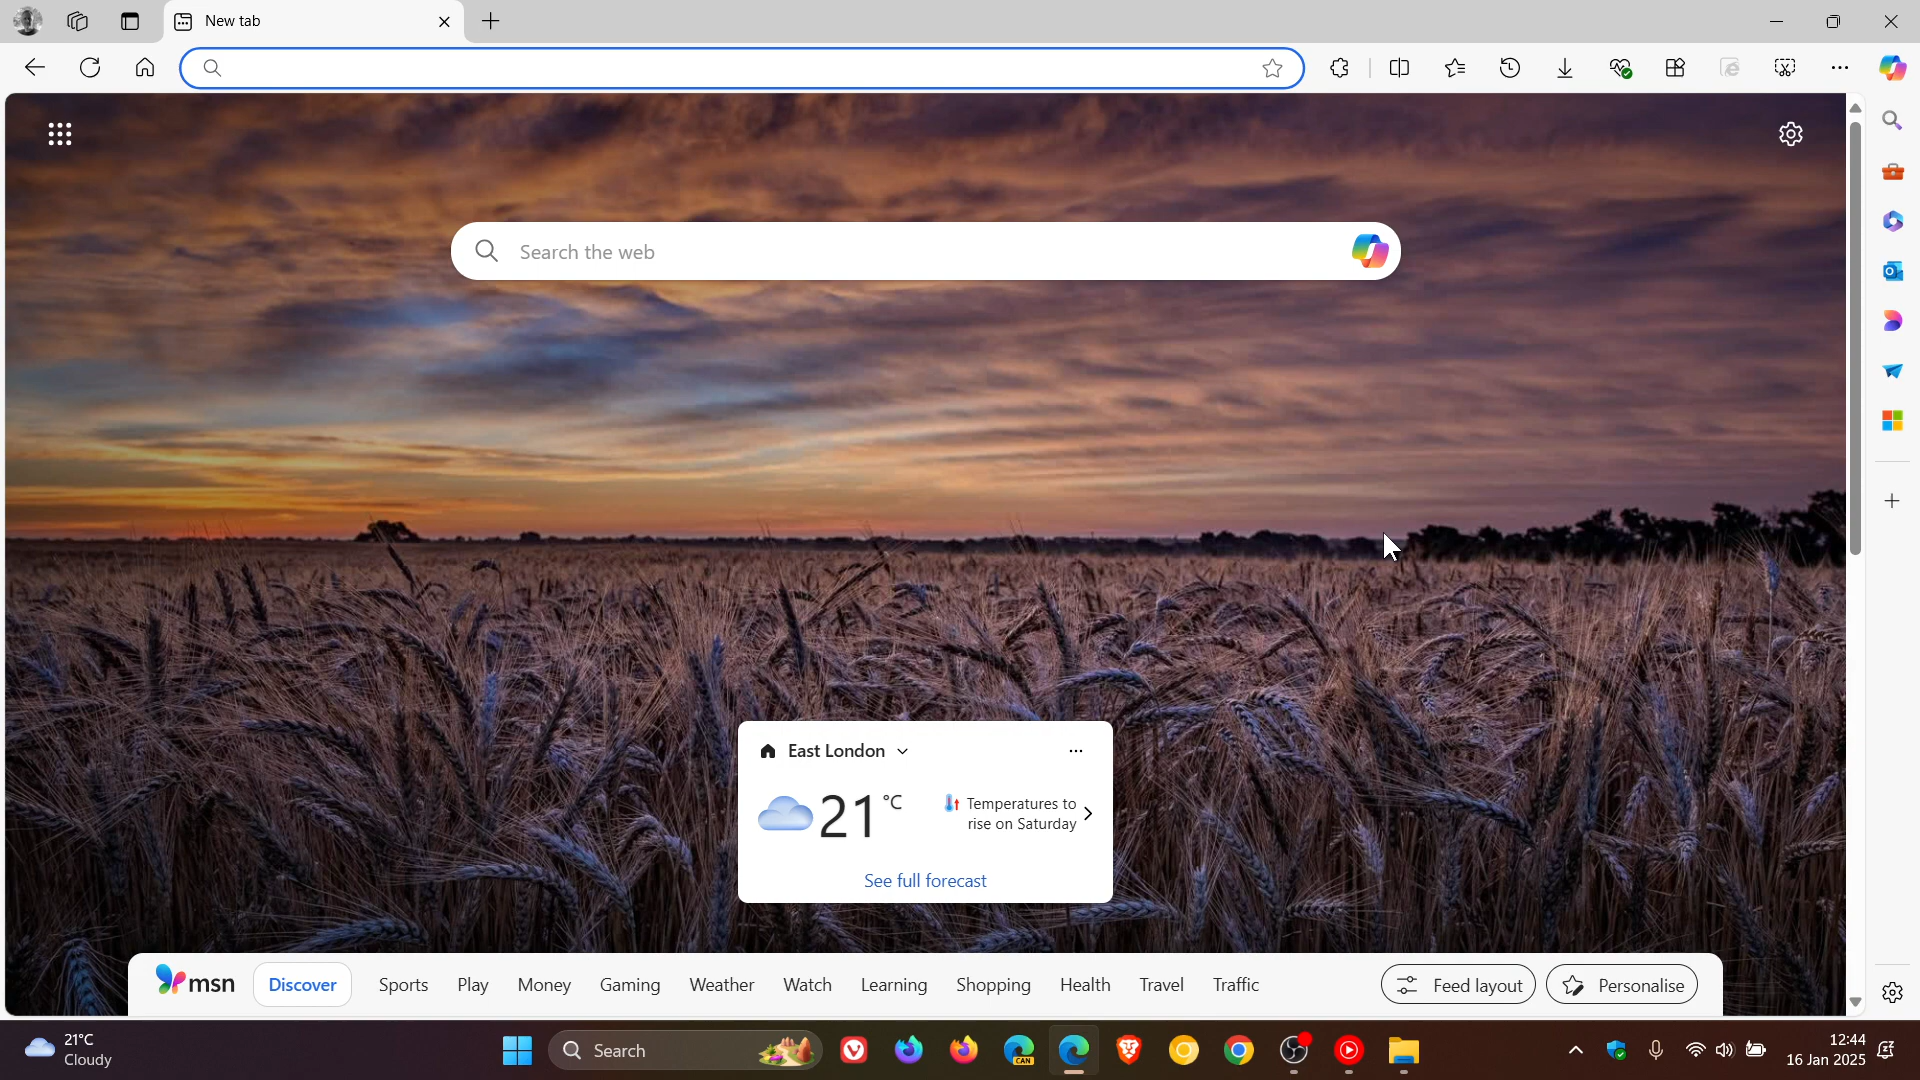 New tab
Search the web
East London
21 °C
Temperatures to
rise on Saturday
See full forecast
msn
Discover
Sports
Play
Money
Gaming
Weather
Watch
Learning
Shopping
Health
Travel
Traffic
Feed layout
Personalise
21°C
Cloudy
Search
CAN
12:44
16 Jan 2025